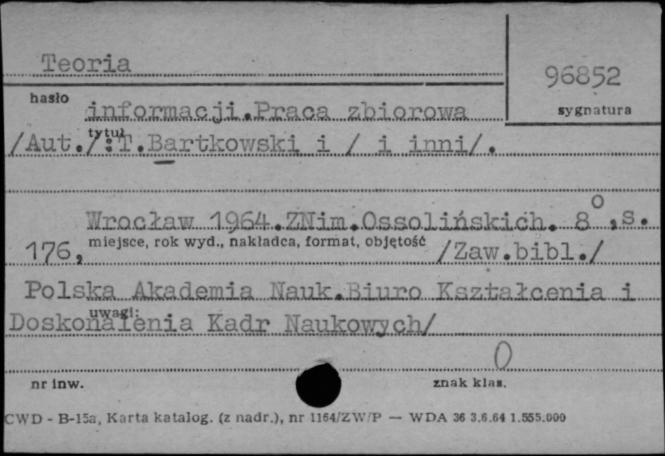 Teoria
96852
hasło
sygnatura
informacji.Praca zbiorowa
tytuł
/Aut./:T.Bartkowski i / i inni/.
Wrocław 1964.ZNim.Ossolińskich. 8°,s.
miejsce, rok wyd., nakładca, format, objętość
176, /Zaw.bibl./
Polska Akademia Nauk.Biuro Kształcenia i
uwagi:
Doskonalenia Kadr Naukowych/
0
nr inw. znak klas.
CWD - B-15a, Karta katalog. (z nadr.), nr 1164/ZW/P — WDA 36 3.6.64 1.555.000